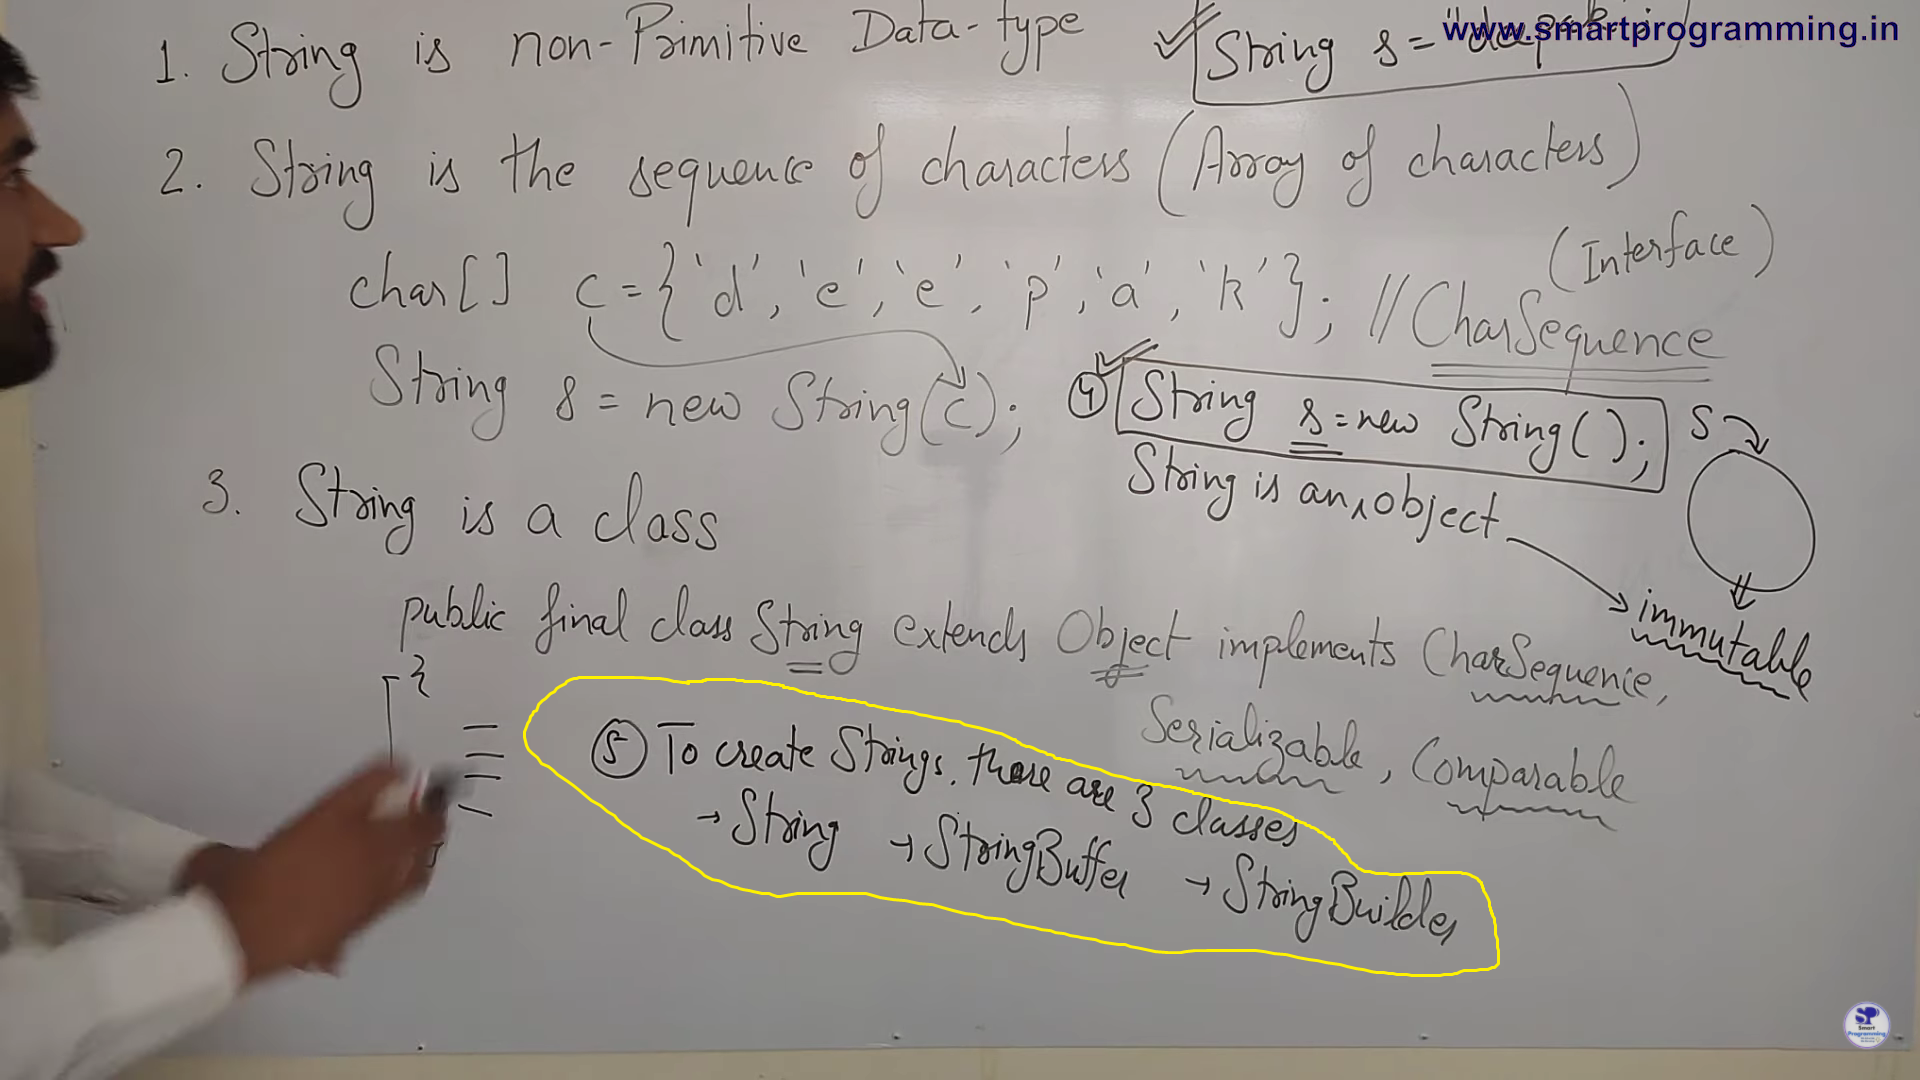 www.smartprogramming.in
1. String is non-Primitive Data-type
String s =
2. String is the sequence of characters (Array of characters)
(Interface)
char[] c = {'d', 'e', 'e', 'p', 'a', 'k'}; // CharSequence
String s = new String(c);
4 String s = new String();
S
String is an, object
immutable
3. String is a class
public final class String extends Object implements CharSequence,
Serializable, Comparable
{
5 To create Strings, there are 3 classes
→ String → StringBuffer → StringBuilder
SP
Smart
Programming